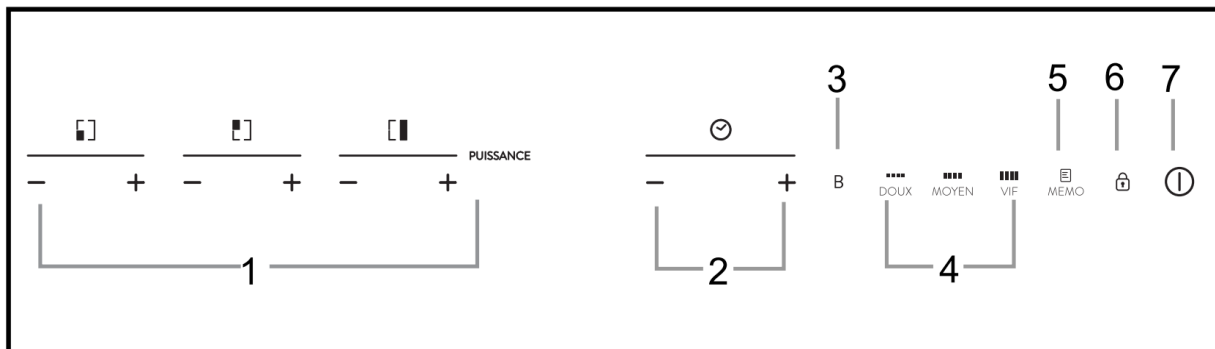 3 5 6 7
PUISSANCE
− + − + − + − + B DOUX MOYEN VIF MEMO
1 2 4